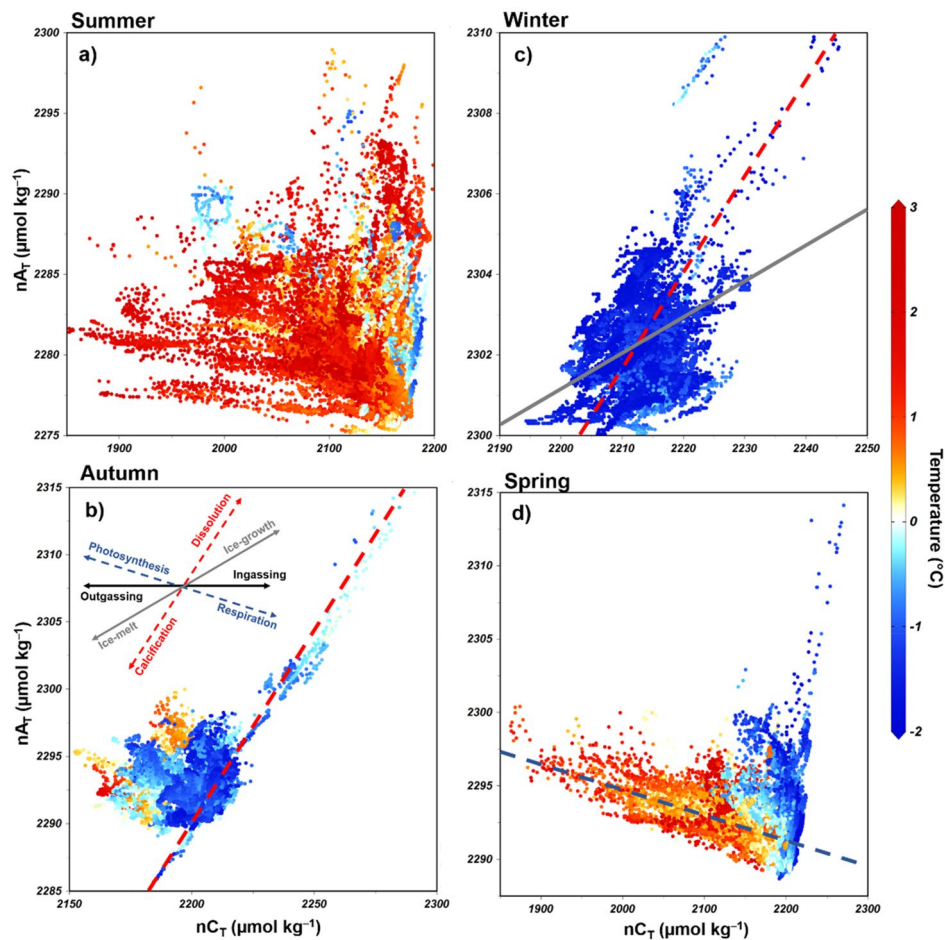 Summer
a)
2300
2295
2290
2285
2280
2275
nA_T (µmol kg⁻¹)
1900 2000 2100 2200
Winter
c)
2310
2308
2306
2304
2302
2300
2190 2200 2210 2220 2230 2240 2250
Autumn
b)
2315
2310
2305
2300
2295
2290
2285
nA_T (µmol kg⁻¹)
Dissolution
Ice-growth
Photosynthesis
Ingassing
Outgassing
Respiration
Ice-melt
Calcification
2150 2200 2250 2300
nC_T (µmol kg⁻¹)
Spring
d)
2315
2310
2305
2300
2295
2290
1900 2000 2100 2200 2300
nC_T (µmol kg⁻¹)
3
2
1
0
-1
-2
Temperature (°C)